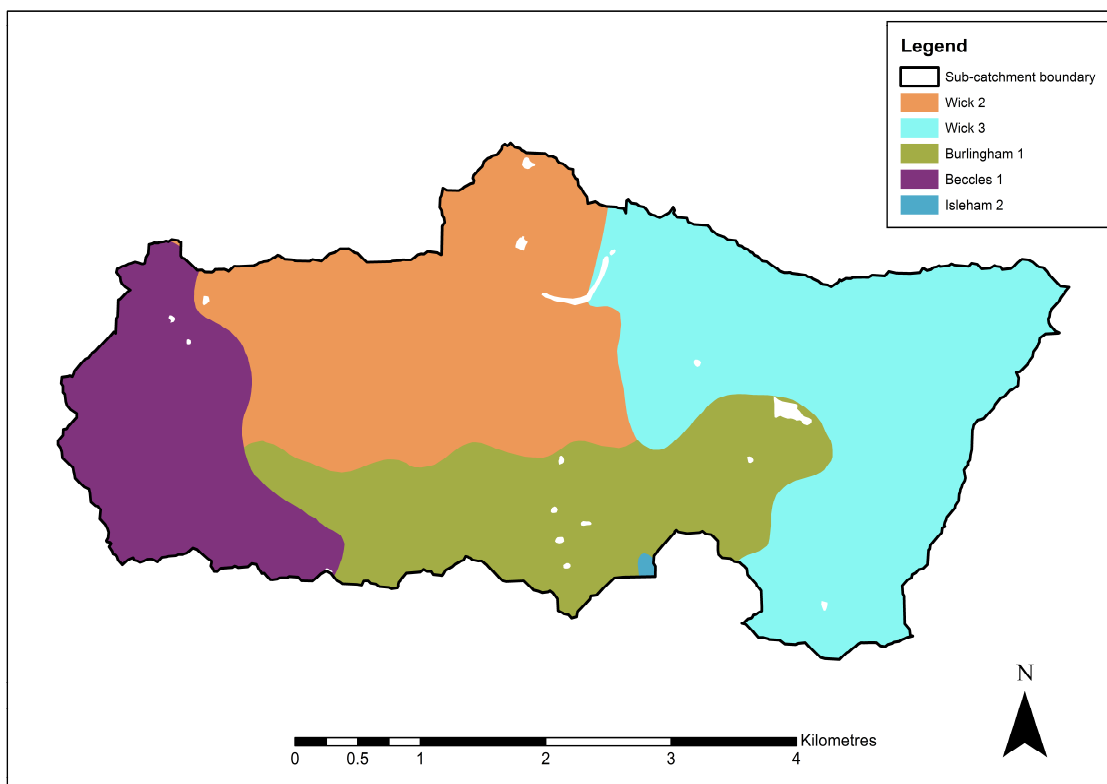 Legend
Sub-catchment boundary
Wick 2
Wick 3
Burlingham 1
Beccles 1
Isleham 2
N
Kilometres
0 0.5 1 2 3 4